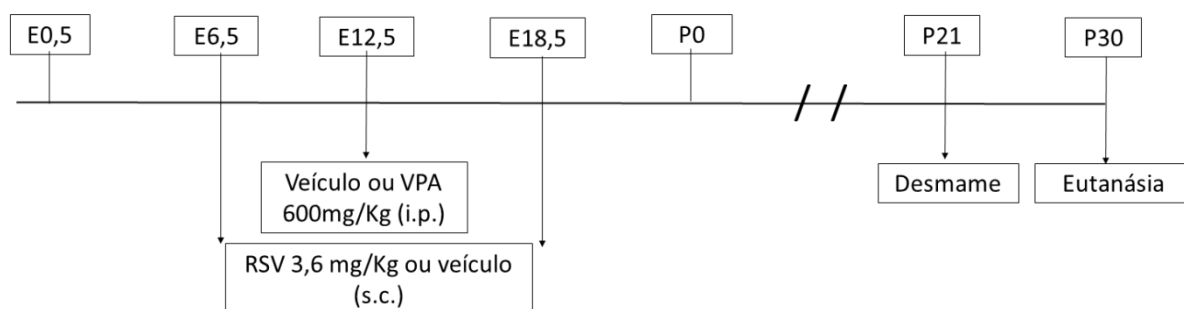 E0,5 E6,5 E12,5 E18,5 P0 P21 P30
Veículo ou VPA
600mg/Kg (i.p.)
Desmame Eutanásia
RSV 3,6 mg/Kg ou veículo
(s.c.)